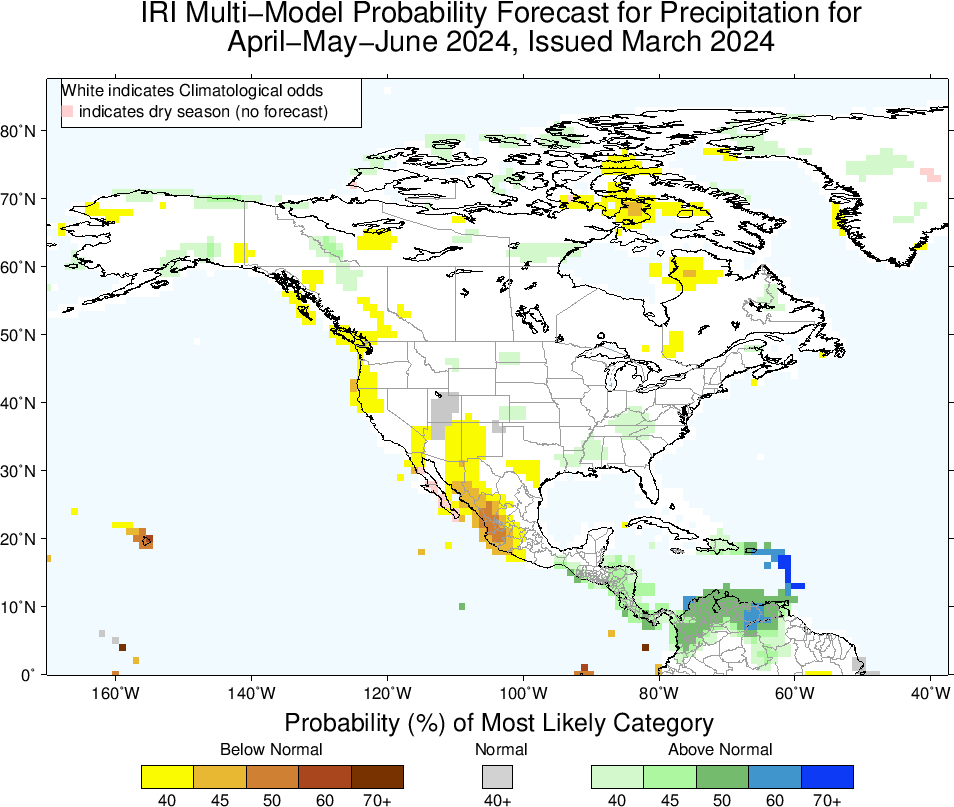 IRI Multi−Model Probability Forecast for Precipitation for
April−May−June 2024, Issued March 2024
White indicates Climatological odds
indicates dry season (no forecast)
80°N
70°N
60°N
50°N
40°N
30°N
20°N
10°N
0°
160°W 140°W 120°W 100°W 80°W 60°W 40°W
Probability (%) of Most Likely Category
Below Normal Normal Above Normal
40 45 50 60 70+ 40+ 40 45 50 60 70+